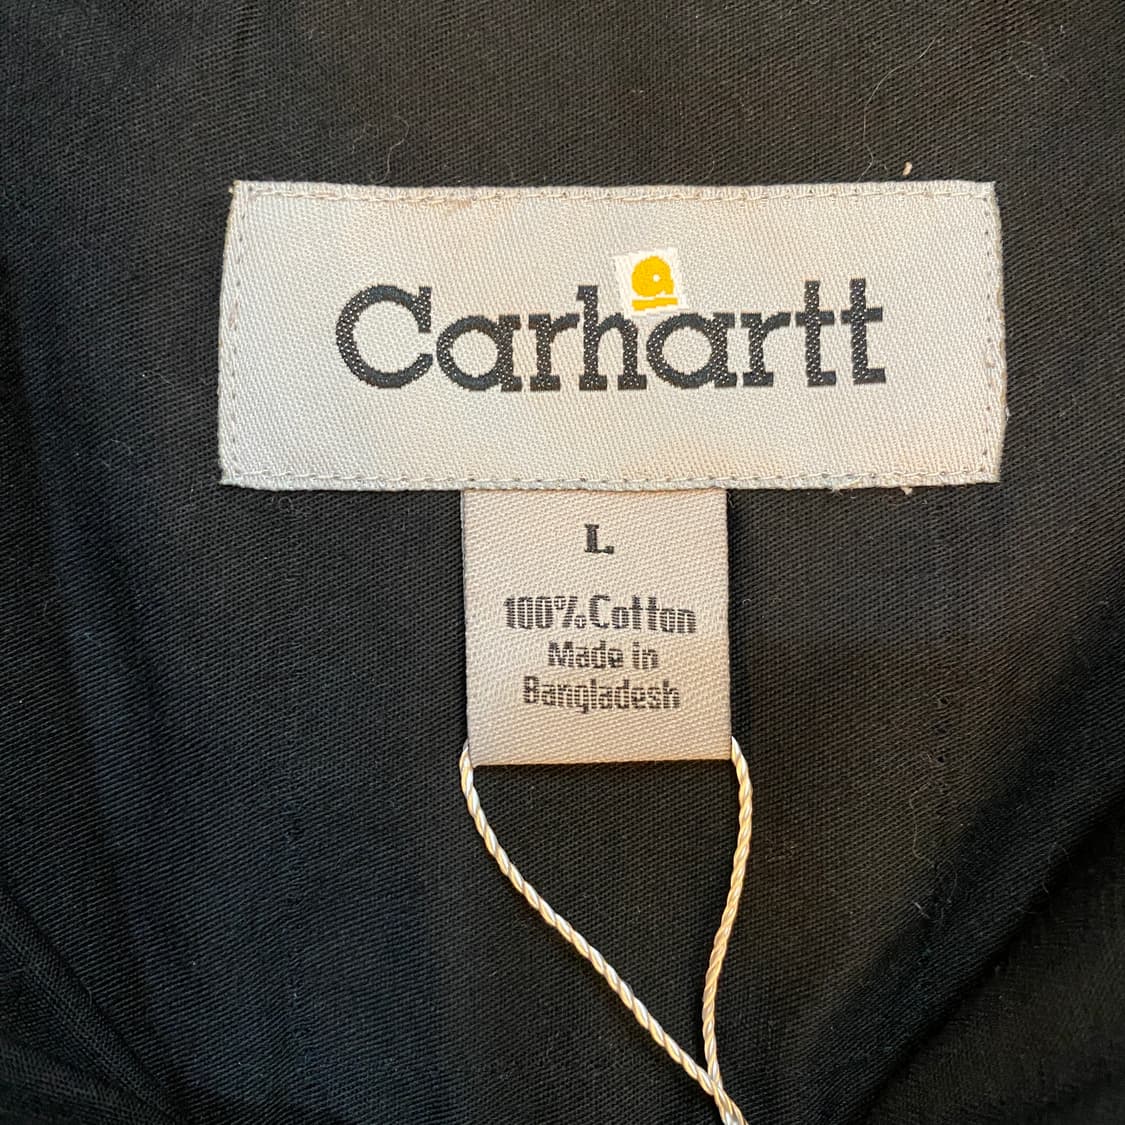 Carhartt
L
100% Cotton
Made in
Bangladesh